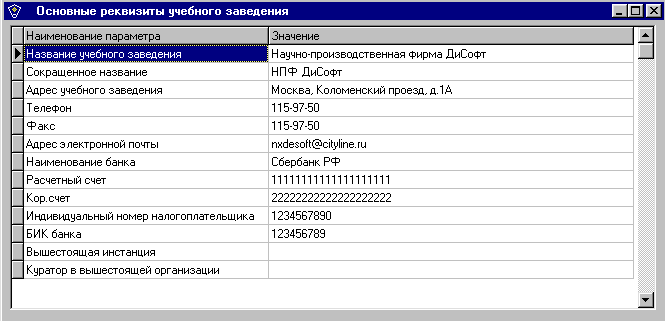 Основные реквизиты учебного заведения
Наименование параметра Значение
Название учебного заведения Научно-производственная фирма ДиСофт
Сокращенное название НПФ ДиСофт
Адрес учебного заведения Москва, Коломенский проезд, д.1А
Телефон 115-97-50
Факс 115-97-50
Адрес электронной почты nxdesoft@cityline.ru
Наименование банка Сбербанк РФ
Расчетный счет 11111111111111111111
Кор.счет 22222222222222222222
Индивидуальный номер налогоплательщика 1234567890
БИК банка 123456789
Вышестоящая инстанция
Куратор в вышестоящей организации